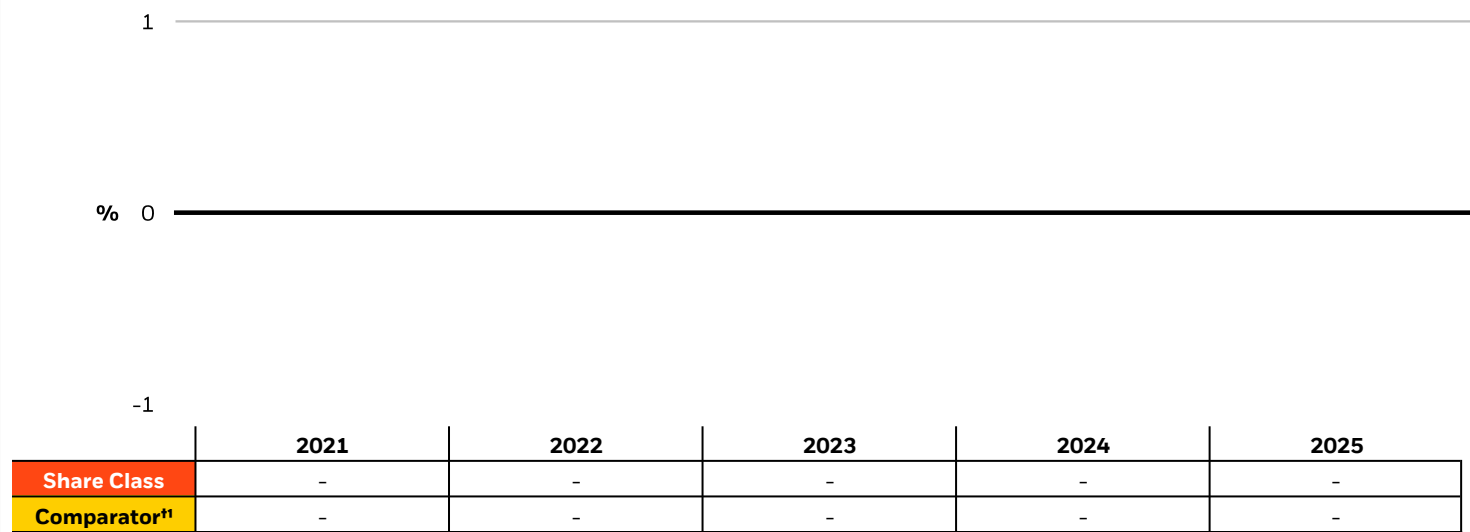 1
% 0
-1
2021 2022 2023 2024 2025
Share Class - - - - -
Comparator†1 - - - - -